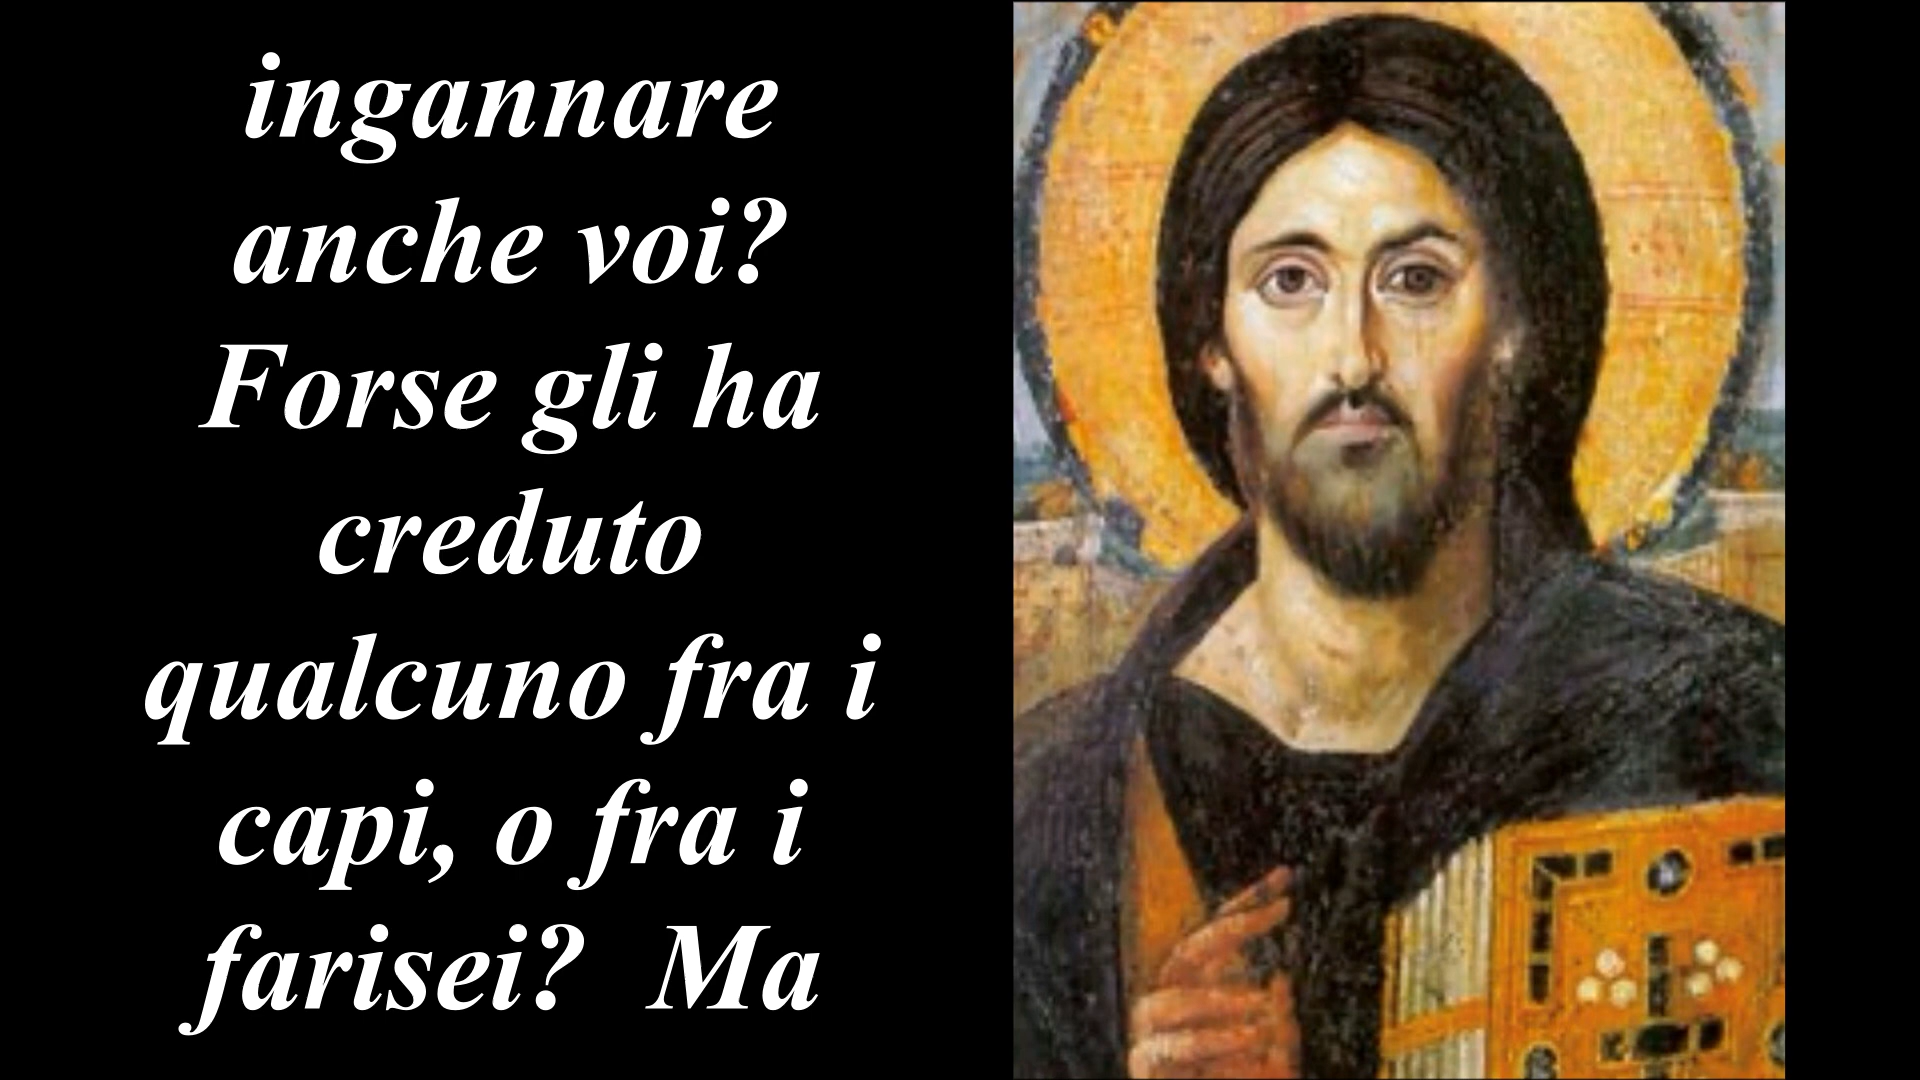 ingannare
anche voi?
Forse gli ha
creduto
qualcuno fra i
capi, o fra i
farisei?  Ma